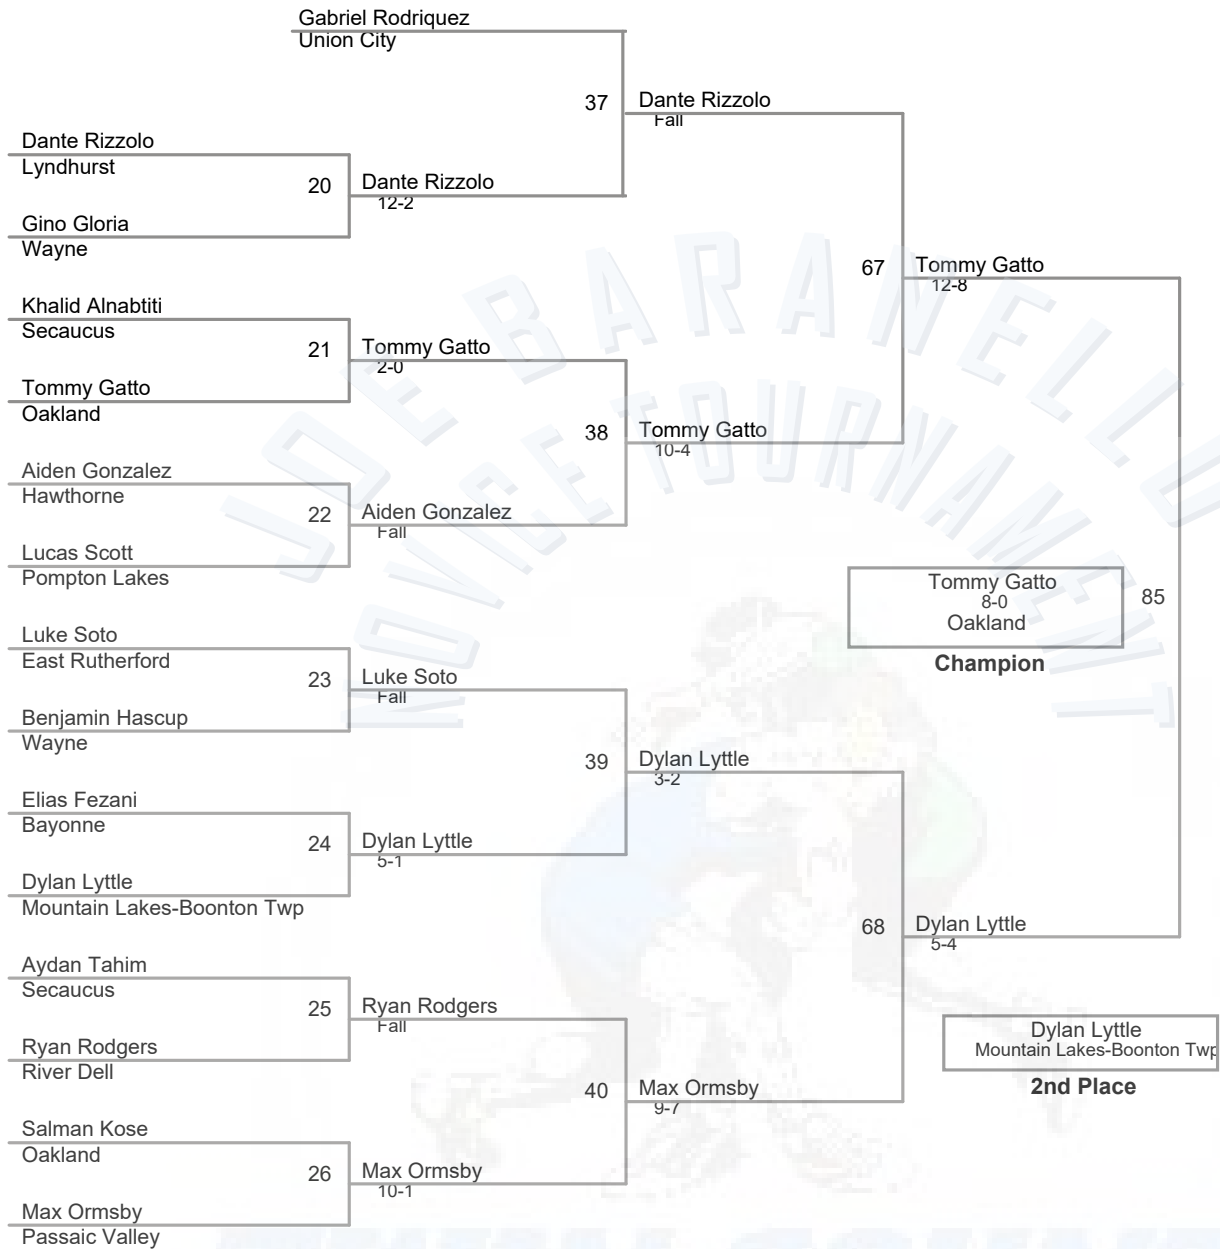 Gabriel Rodriquez
Union City
37
Dante Rizzolo
Fall
Dante Rizzolo
Lyndhurst
20
Dante Rizzolo
12-2
Gino Gloria
Wayne
67
Tommy Gatto
12-8
Khalid Alnabtiti
Secaucus
21
Tommy Gatto
2-0
Tommy Gatto
Oakland
38
Tommy Gatto
10-4
Aiden Gonzalez
Hawthorne
22
Aiden Gonzalez
Fall
Lucas Scott
Pompton Lakes
Tommy Gatto
8-0
Oakland
85
Champion
Luke Soto
East Rutherford
23
Luke Soto
Fall
Benjamin Hascup
Wayne
39
Dylan Lyttle
3-2
Elias Fezani
Bayonne
24
Dylan Lyttle
5-1
Dylan Lyttle
Mountain Lakes-Boonton Twp
68
Dylan Lyttle
5-4
Aydan Tahim
Secaucus
25
Ryan Rodgers
Fall
Ryan Rodgers
River Dell
Dylan Lyttle
Mountain Lakes-Boonton Twp
2nd Place
40
Max Ormsby
9-7
Salman Kose
Oakland
26
Max Ormsby
10-1
Max Ormsby
Passaic Valley
JOE BARANELLO
NOVICE TOURNAMENT